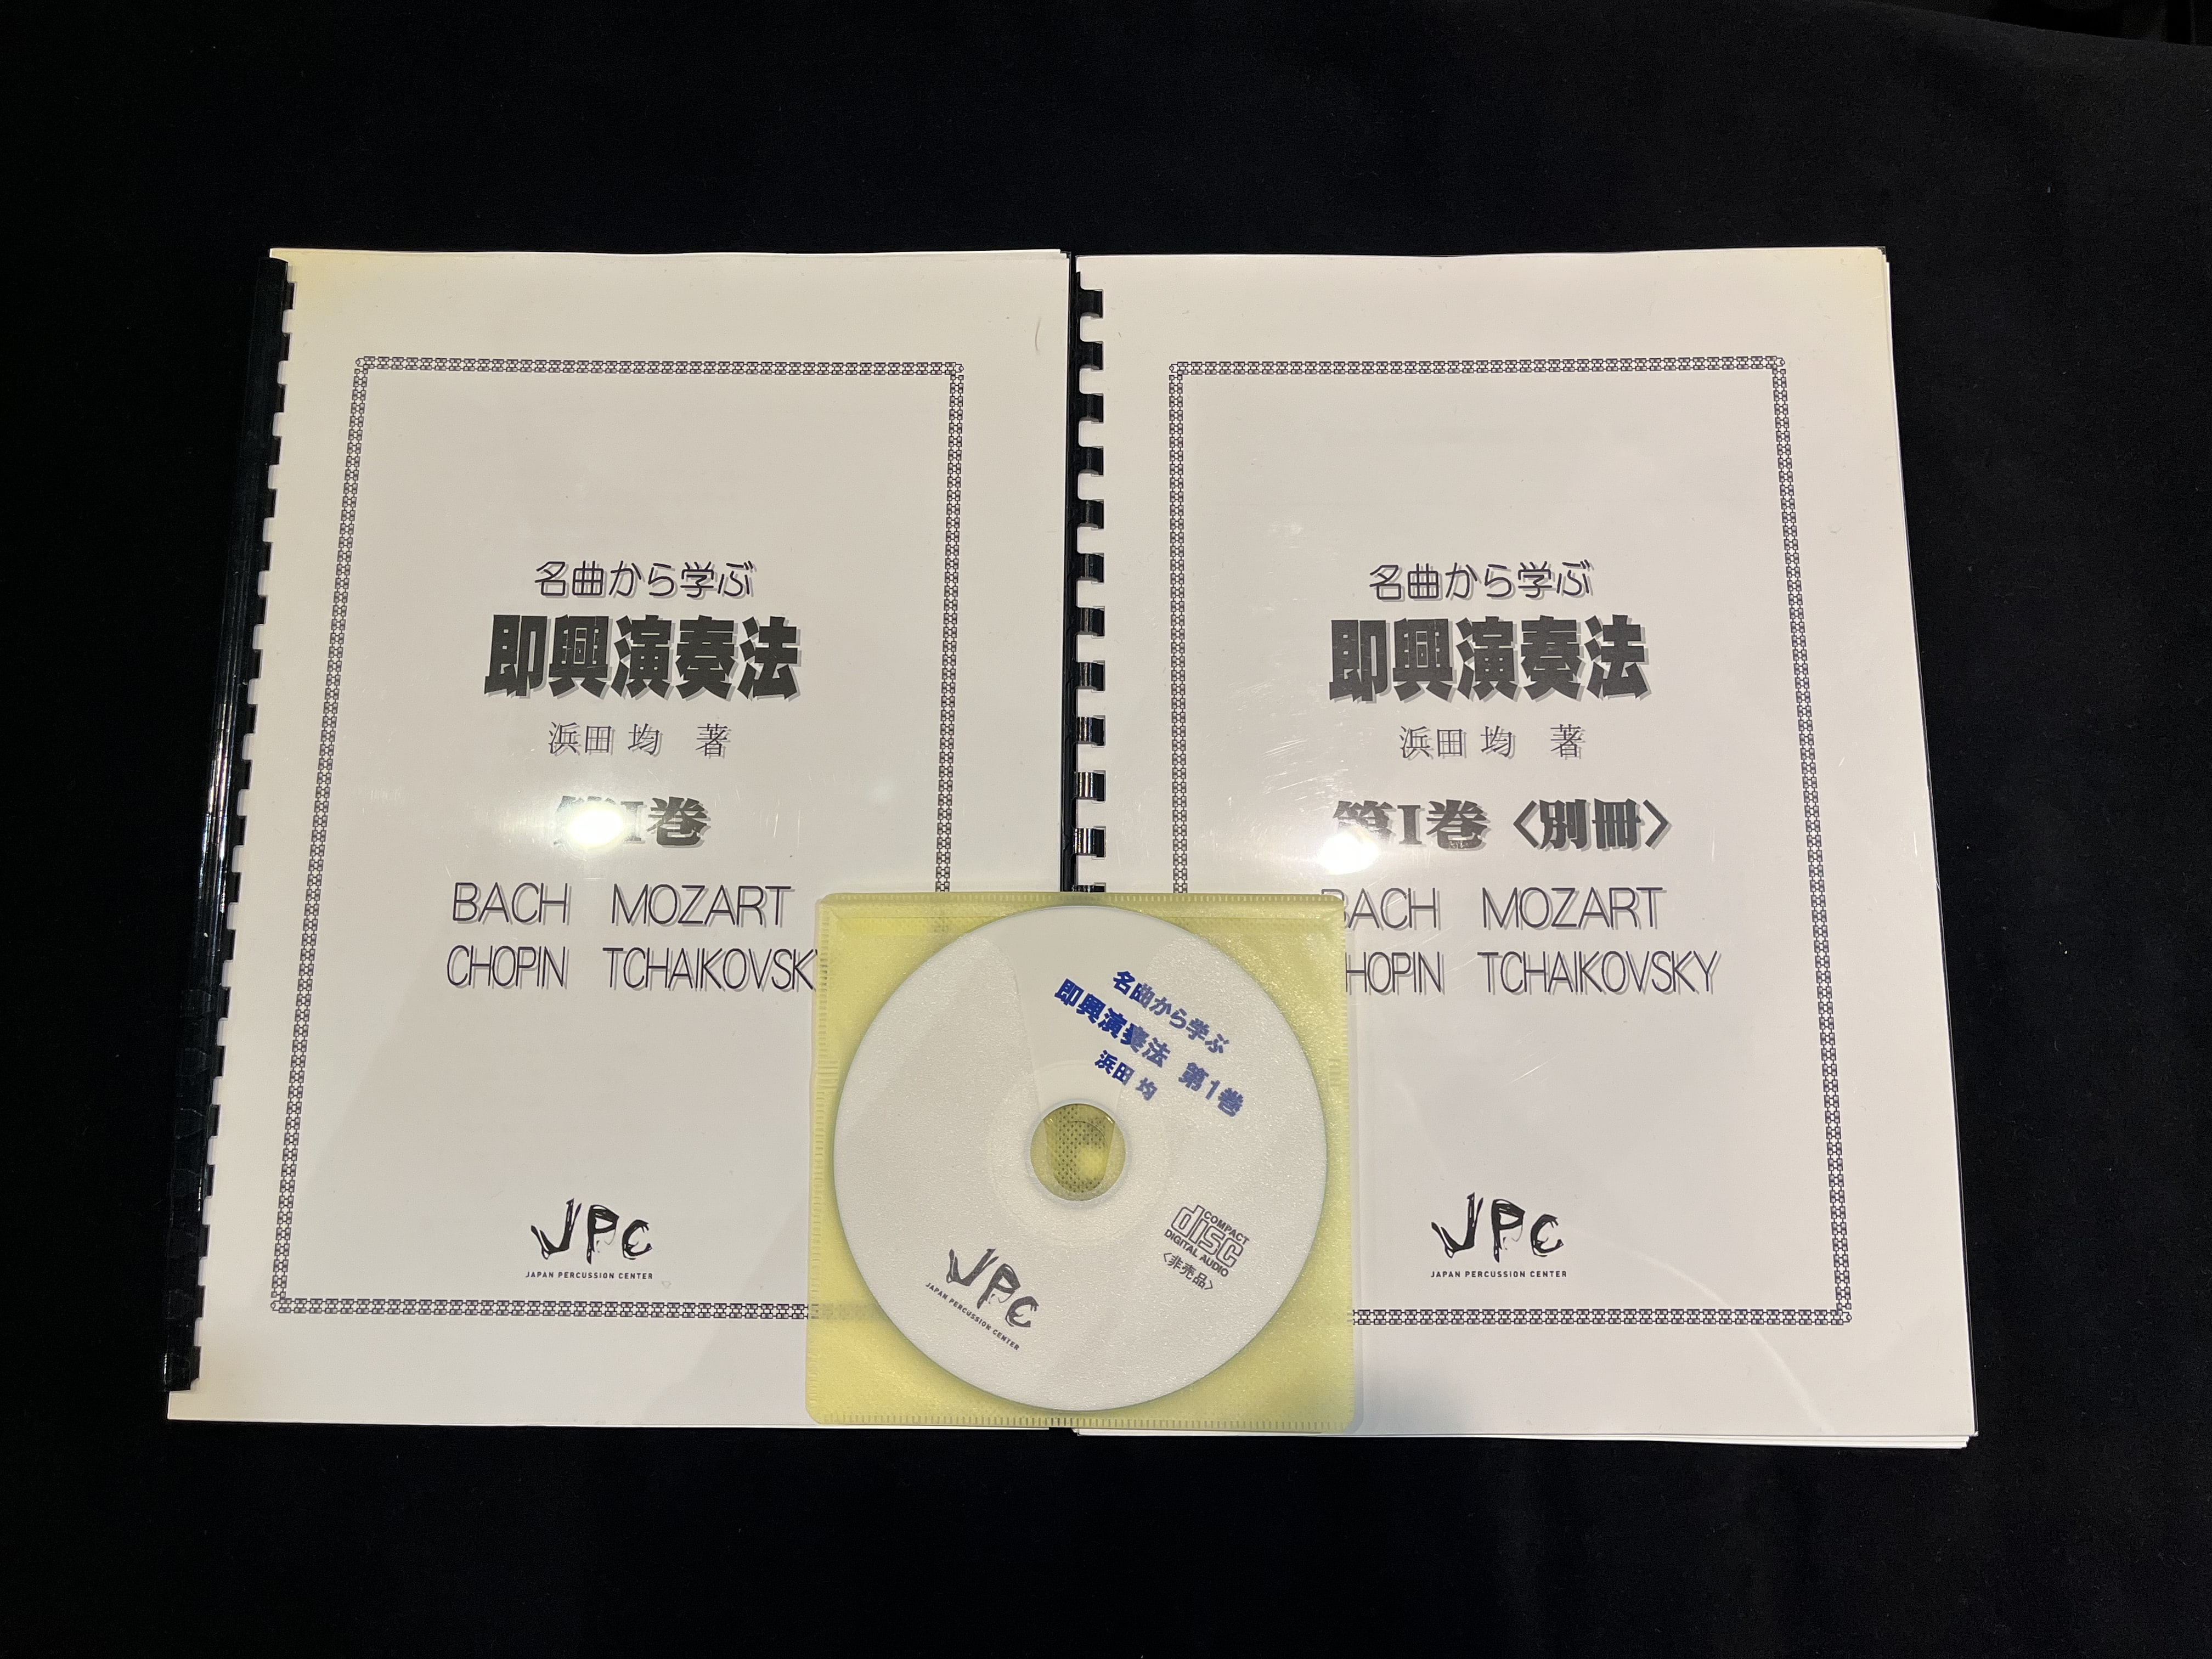 名曲から学ぶ
即興演奏法
浜田 均 著
第I巻
BACH MOZART
CHOPIN TCHAIKOVSKY
JPC
JAPAN PERCUSSION CENTER
名曲から学ぶ
即興演奏法
浜田 均 著
第I巻〈別冊〉
BACH MOZART
CHOPIN TCHAIKOVSKY
JPC
JAPAN PERCUSSION CENTER
名曲から学ぶ
即興演奏法 第1巻
浜田 均
COMPACT
disc
DIGITAL AUDIO
〈非売品〉
JPC
JAPAN PERCUSSION CENTER